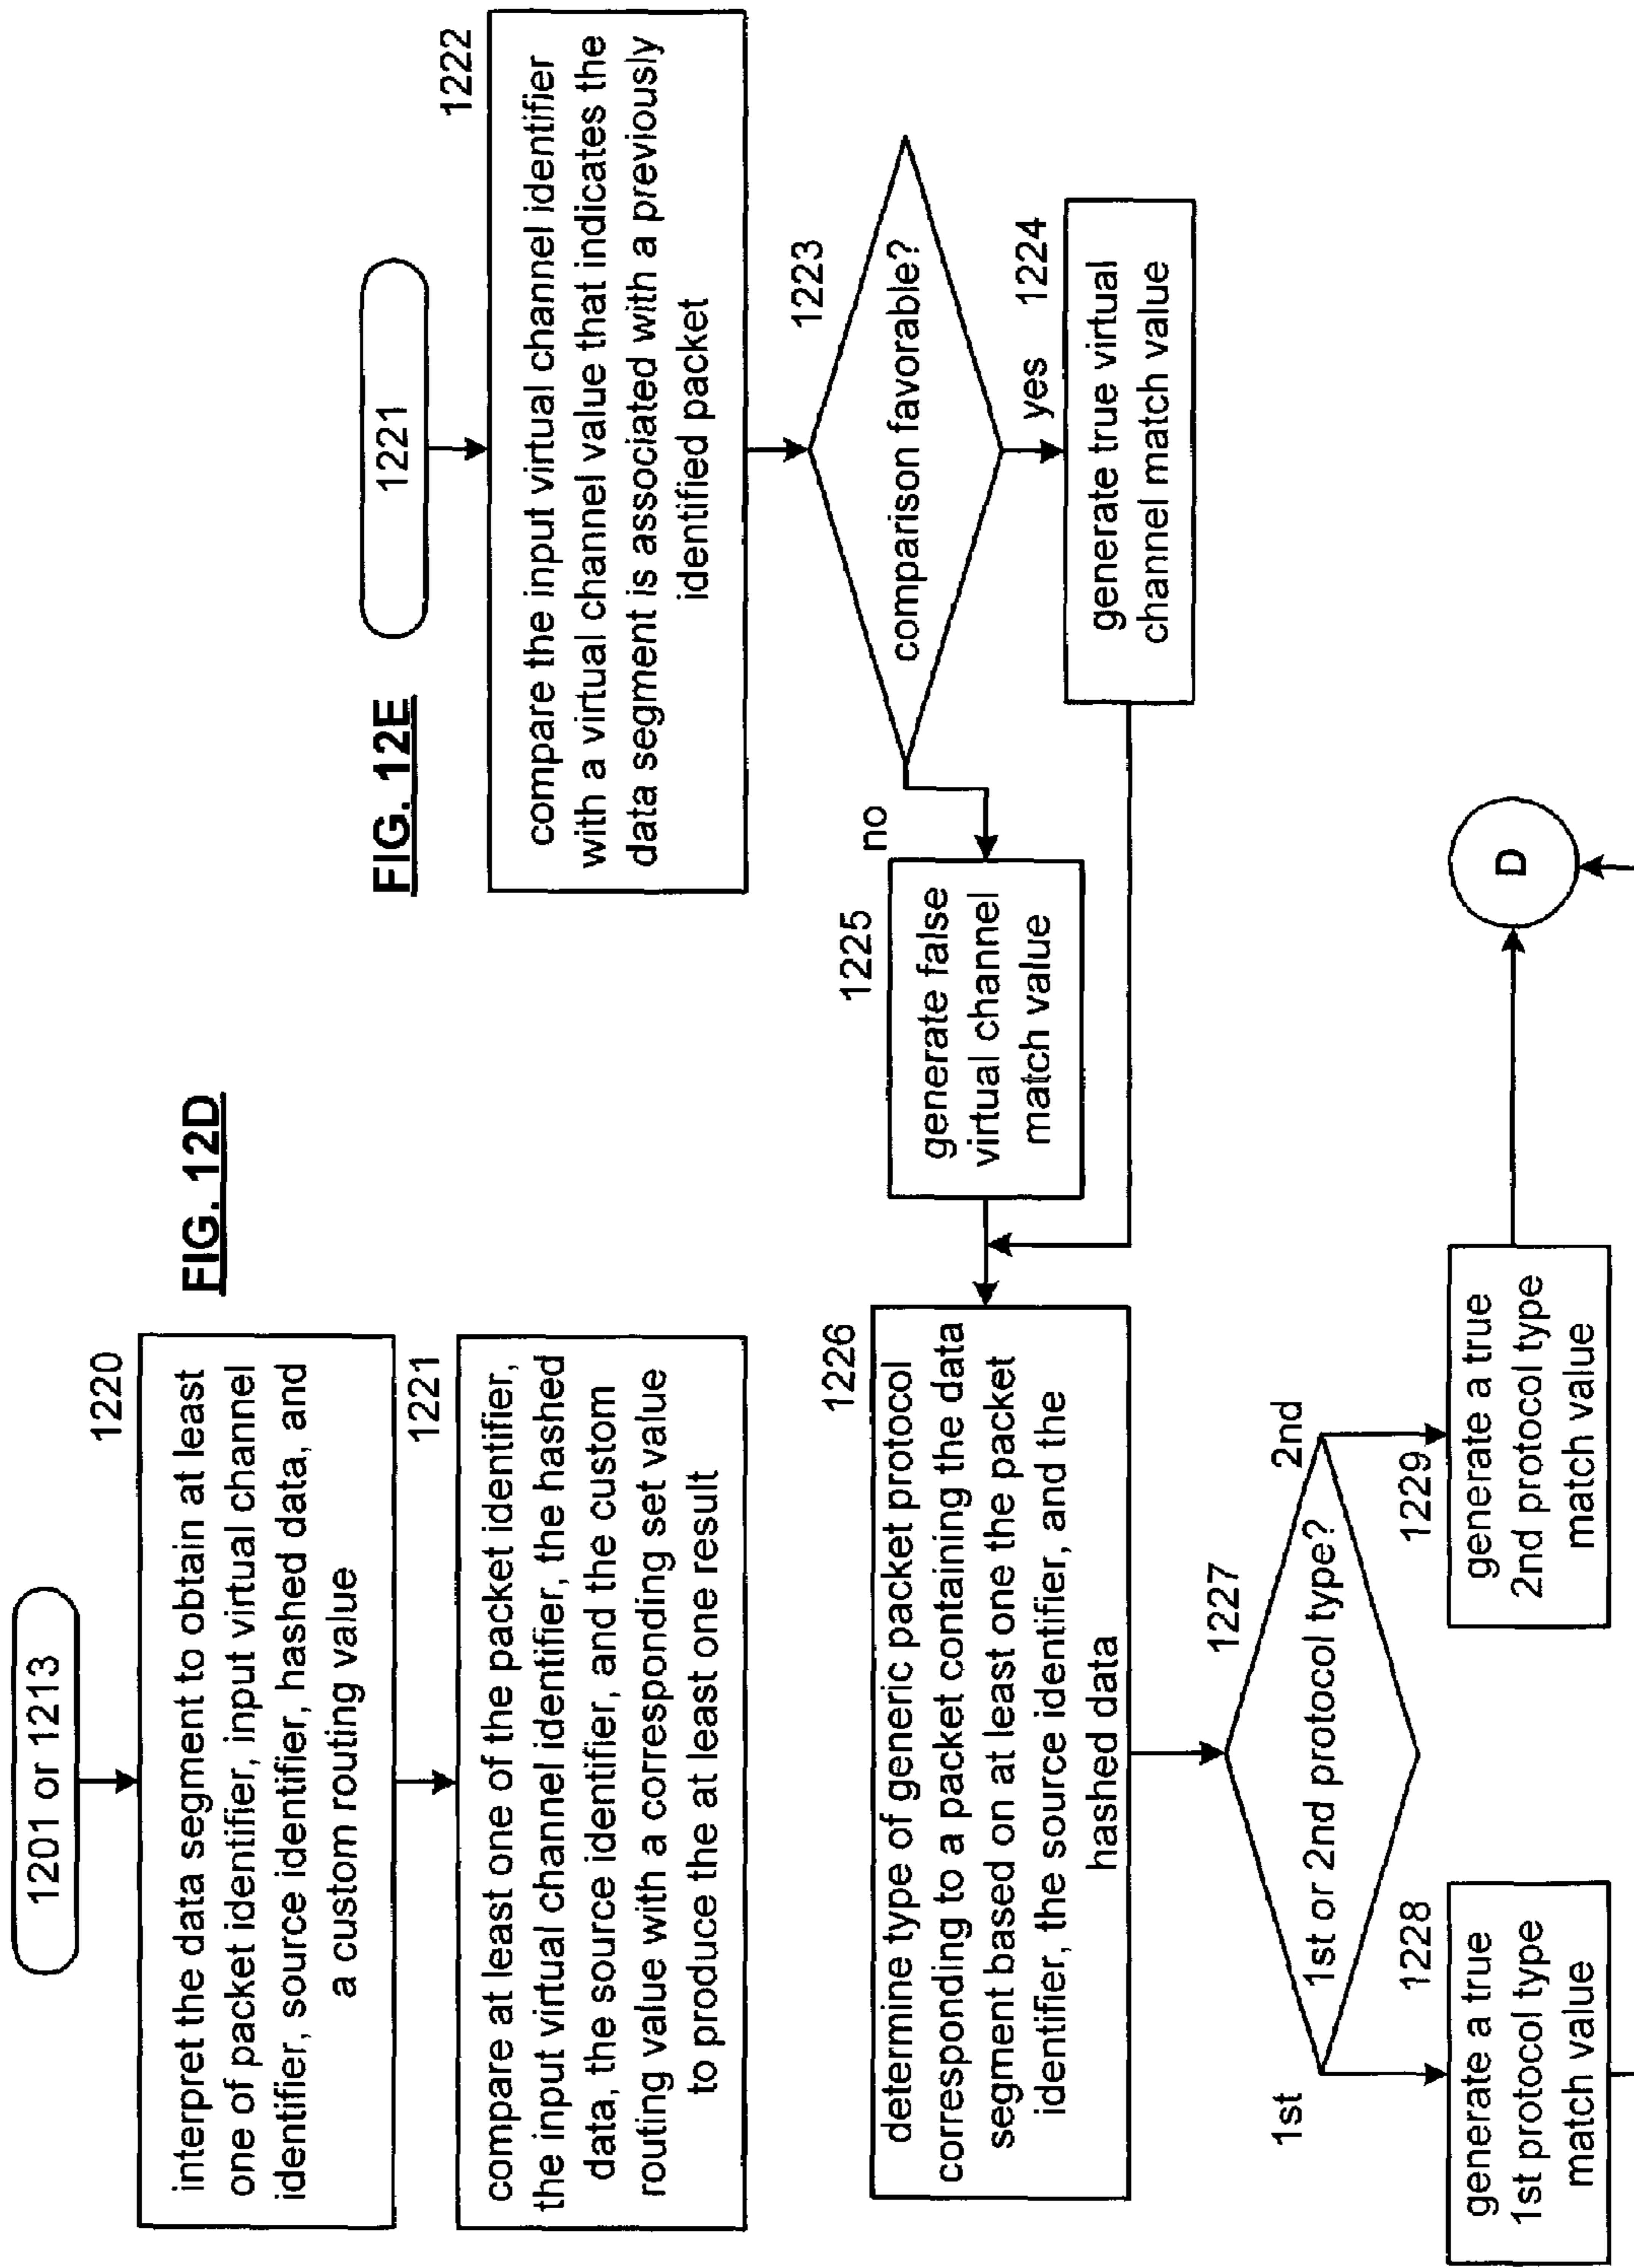 FIG. 12D
1201 or 1213
1220
interpret the data segment to obtain at least
one of packet identifier, input virtual channel
identifier, source identifier, hashed data, and
a custom routing value
1221
compare at least one of the packet identifier,
the input virtual channel identifier, the hashed
data, the source identifier, and the custom
routing value with a corresponding set value
to produce the at least one result
FIG. 12E
1221
1222
compare the input virtual channel identifier
with a virtual channel value that indicates the
data segment is associated with a previously
identified packet
1223
comparison favorable?
yes
1224
generate true virtual
channel match value
no
1225
generate false
virtual channel
match value
1226
determine type of generic packet protocol
corresponding to a packet containing the data
segment based on at least one the packet
identifier, the source identifier, and the
hashed data
1227
1st or 2nd protocol type?
1st
1228
generate a true
1st protocol type
match value
2nd
1229
generate a true
2nd protocol type
match value
D